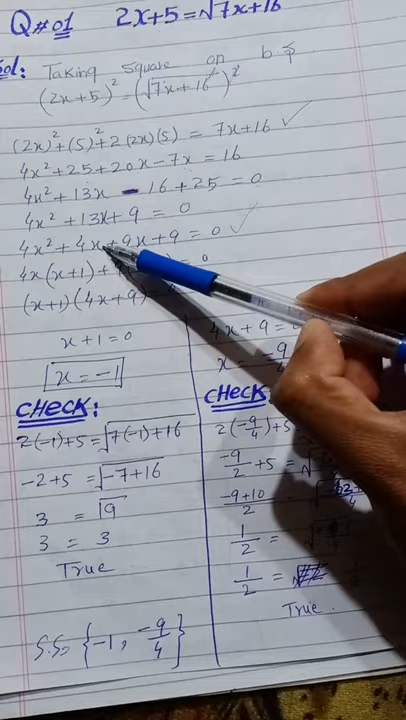 Q#01 2x+5=√7x+16
Sol: Taking Square on b s
(2x+5)² = (√7x+16)²
(2x)²+(5)²+2(2x)(5) = 7x+16 ✓
4x²+25+20x-7x = 16
4x²+13x-16+25 = 0
4x²+13x+9 = 0
4x²+4x+9x+9 = 0 ✓
4x(x+1)+ = 0
(x+1)(4x+9)
x+1=0
x=-1
CHECK:
2(-1)+5=√7(-1)+16
-2+5 = √-7+16
3 = √9
3 = 3
True
4x+9=
x= -9
CHECK:
2(-9/4)+5
-9/2+5 = √
-9+10/2
1/2 = √
1/2 =
True.
S.S= {-1, -9/4}